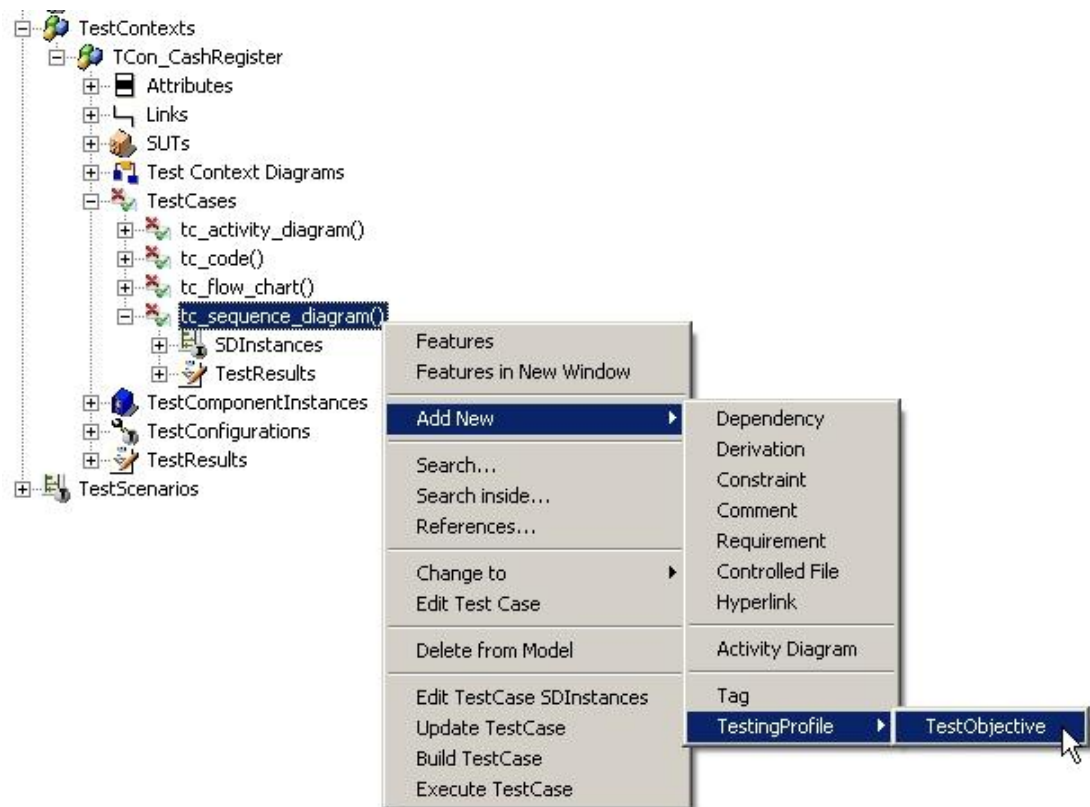 TestContexts
TCon_CashRegister
Attributes
Links
SUTs
Test Context Diagrams
TestCases
tc_activity_diagram()
tc_code()
tc_flow_chart()
tc_sequence_diagram()
SDInstances
TestResults
TestComponentInstances
TestConfigurations
TestResults
TestScenarios
Features
Features in New Window
Add New
Search...
Search inside...
References...
Change to
Edit Test Case
Delete from Model
Edit TestCase SDInstances
Update TestCase
Build TestCase
Execute TestCase
Dependency
Derivation
Constraint
Comment
Requirement
Controlled File
Hyperlink
Activity Diagram
Tag
TestingProfile
TestObjective